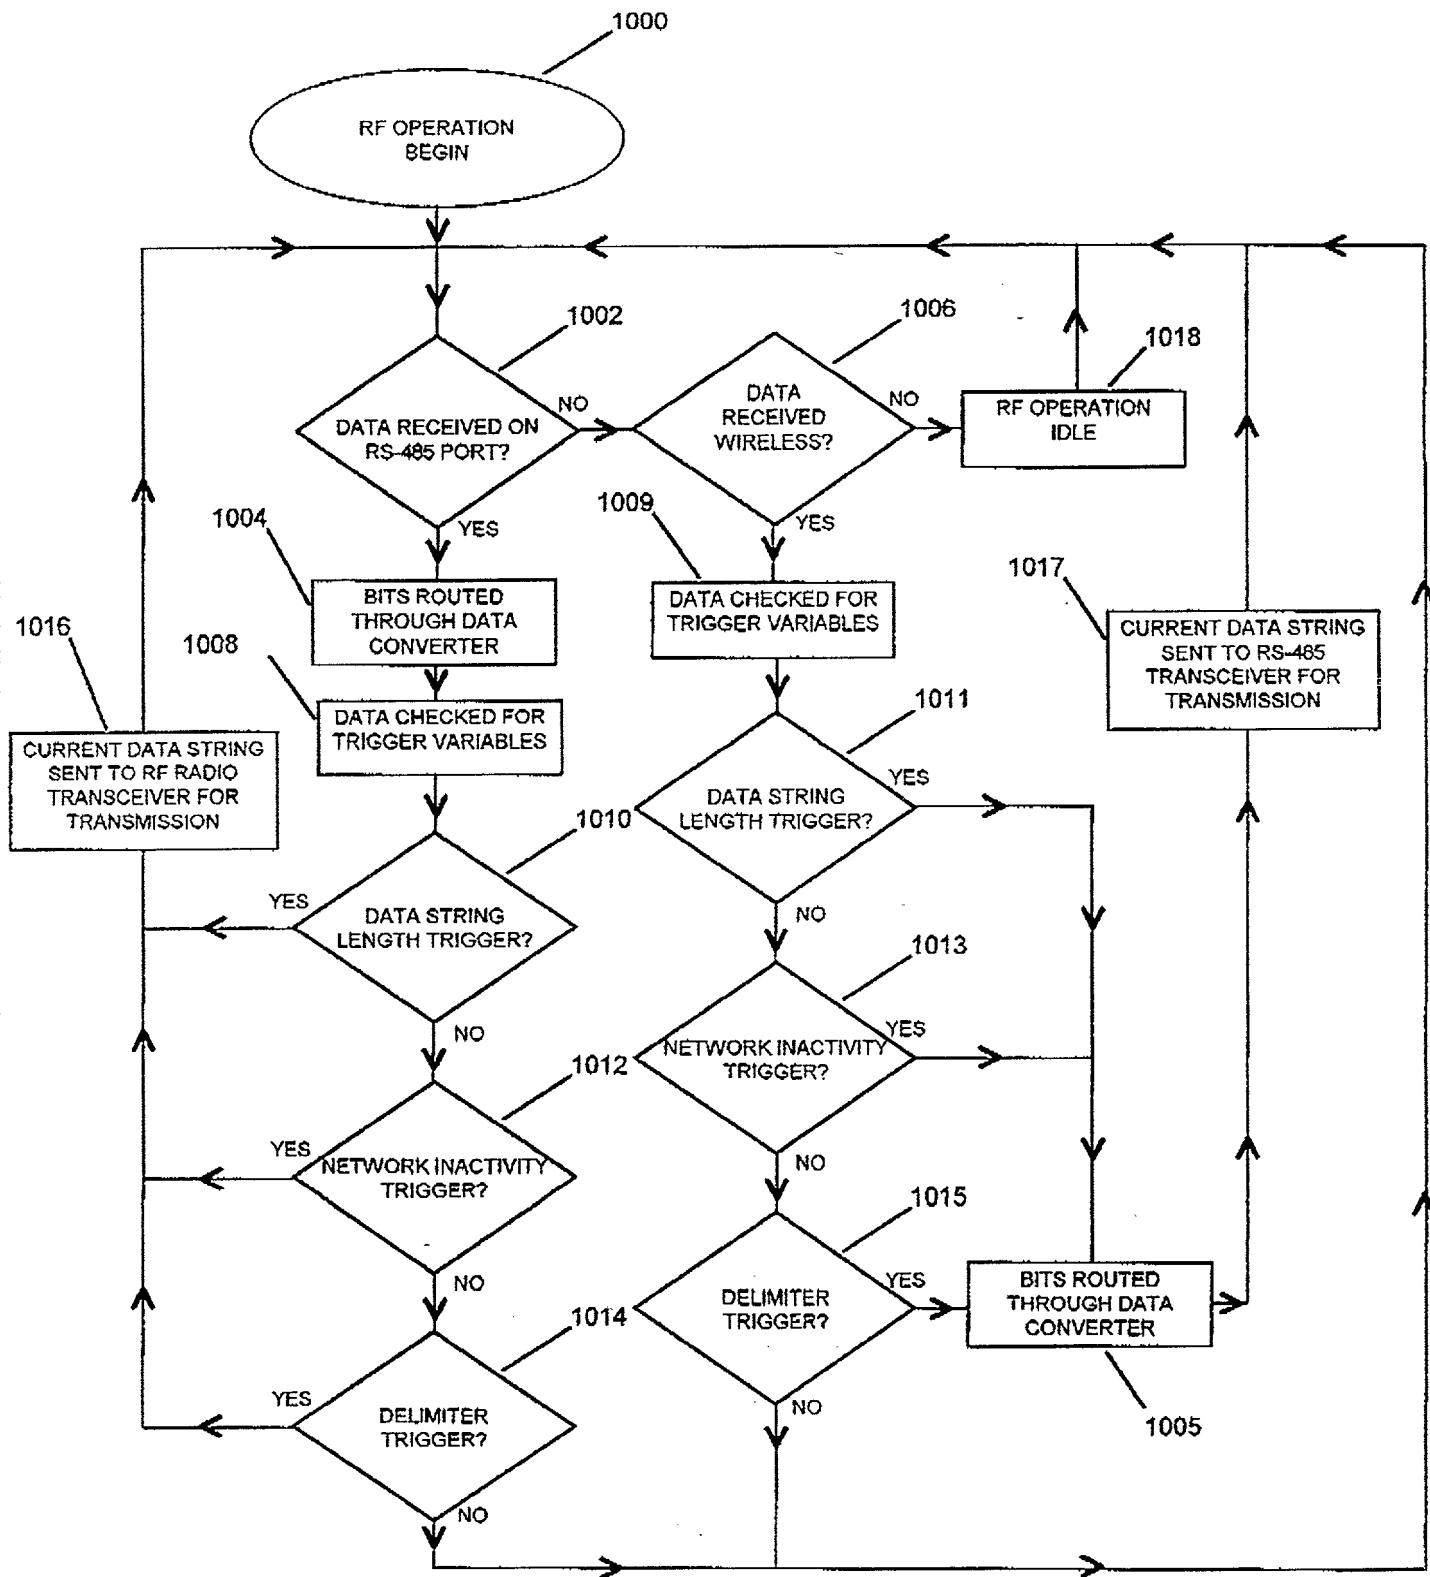 1000
RF OPERATION
BEGIN
1002
1006
1018
DATA RECEIVED ON
RS-485 PORT?
NO
DATA
RECEIVED
WIRELESS?
NO
RF OPERATION
IDLE
YES
YES
1004
1009
1017
BITS ROUTED
THROUGH DATA
CONVERTER
DATA CHECKED FOR
TRIGGER VARIABLES
CURRENT DATA STRING
SENT TO RS-485
TRANSCEIVER FOR
TRANSMISSION
1016
1008
DATA CHECKED FOR
TRIGGER VARIABLES
CURRENT DATA STRING
SENT TO RF RADIO
TRANSCEIVER FOR
TRANSMISSION
1011
DATA STRING
LENGTH TRIGGER?
YES
NO
1010
YES
DATA STRING
LENGTH TRIGGER?
NO
1013
NETWORK INACTIVITY
TRIGGER?
YES
NO
1012
YES
NETWORK INACTIVITY
TRIGGER?
NO
1015
DELIMITER
TRIGGER?
YES
NO
BITS ROUTED
THROUGH DATA
CONVERTER
1005
1014
YES
DELIMITER
TRIGGER?
NO